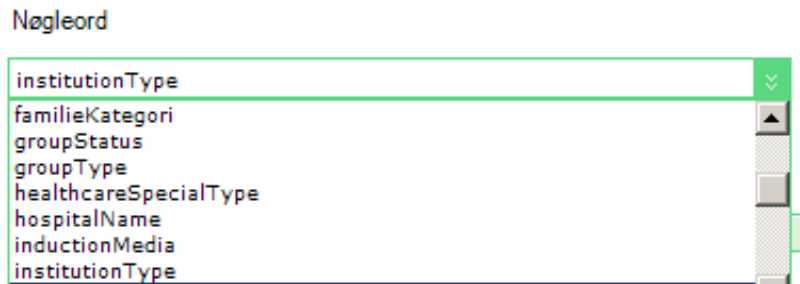 Nøgleord
institutionType
familieKategori
groupStatus
groupType
healthcareSpecialType
hospitalName
inductionMedia
institutionType